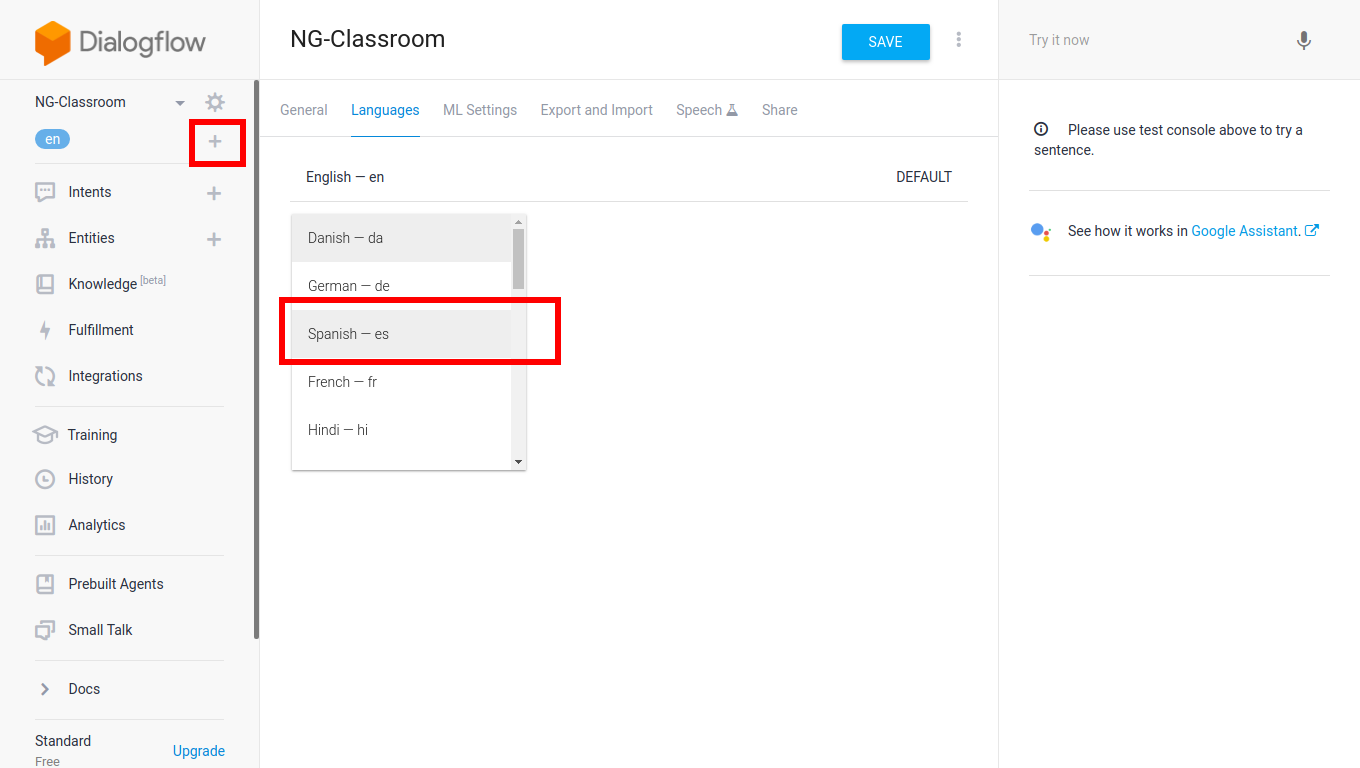 Dialogflow
NG-Classroom
SAVE
Try it now
NG-Classroom
en
General
Languages
ML Settings
Export and Import
Speech
Share
Intents
Entities
Knowledge [beta]
Fulfillment
Integrations
Training
History
Analytics
Prebuilt Agents
Small Talk
Docs
Standard
Free
Upgrade
English — en
DEFAULT
Danish — da
German — de
Spanish — es
French — fr
Hindi — hi
Please use test console above to try a
sentence.
See how it works in Google Assistant.